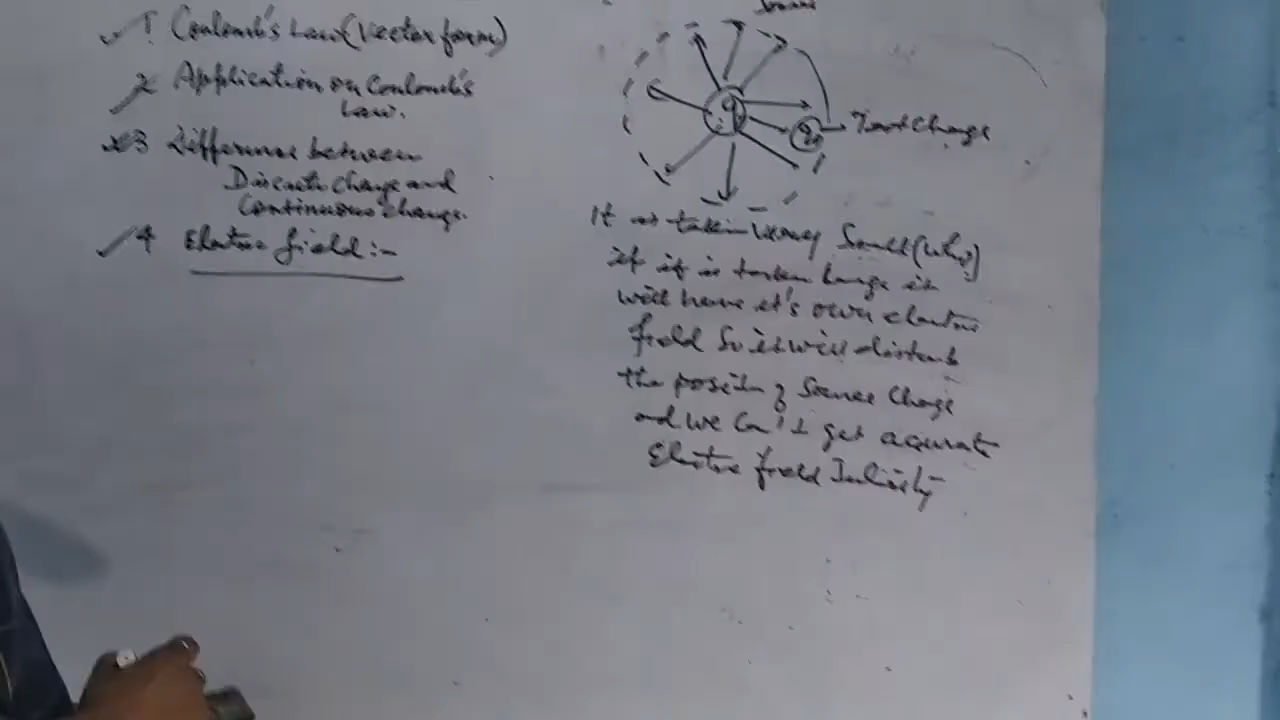 1. Coulomb's Law (Vector form)
2 Application on Coulomb's
Law.
3 Difference between
Discrete charge and
Continuous charge.
4 Electric field :-
Source
q
q₀ Test charge
It is taken very Small (why?)
if it is taken large it
will have it's own electric
field So it will disturb
the position of Source Charge
and we can't get accurate
Electric field Intensity